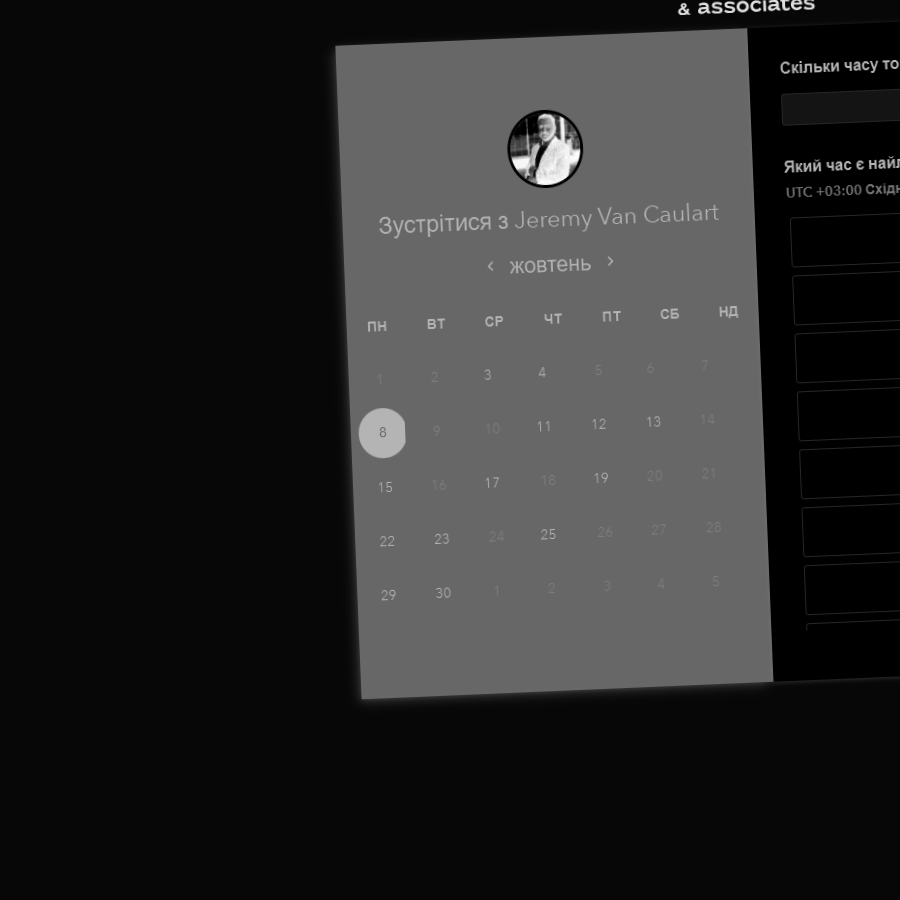 & associates
Скільки часу то
Який час є найл
UTC +03:00 Східн
Зустрітися з Jeremy Van Caulart
‹ жовтень ›
ПН ВТ СР ЧТ ПТ СБ НД
1 2 3 4 5 6 7
8 9 10 11 12 13 14
15 16 17 18 19 20 21
22 23 24 25 26 27 28
29 30 1 2 3 4 5